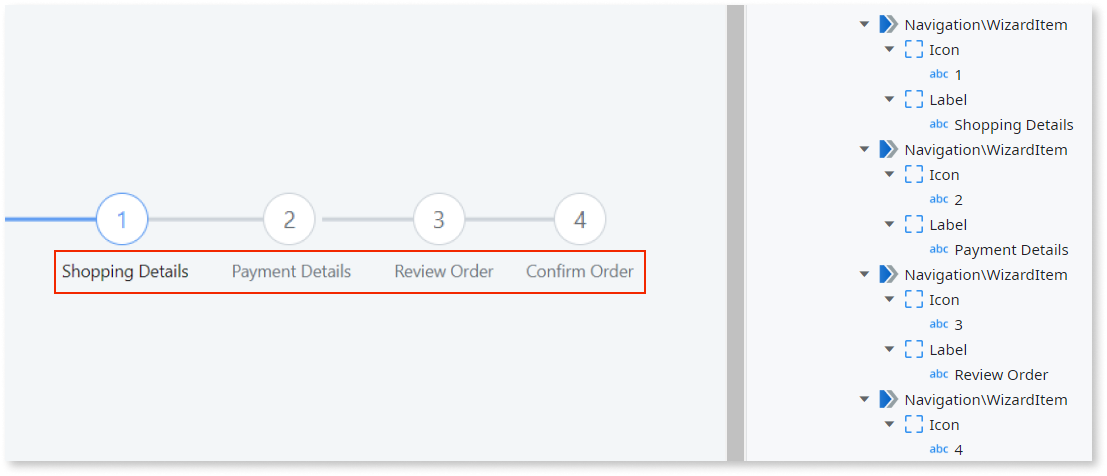 1 2 3 4
Shopping Details Payment Details Review Order Confirm Order
Navigation\WizardItem
Icon
abc 1
Label
abc Shopping Details
Navigation\WizardItem
Icon
abc 2
Label
abc Payment Details
Navigation\WizardItem
Icon
abc 3
Label
abc Review Order
Navigation\WizardItem
Icon
abc 4